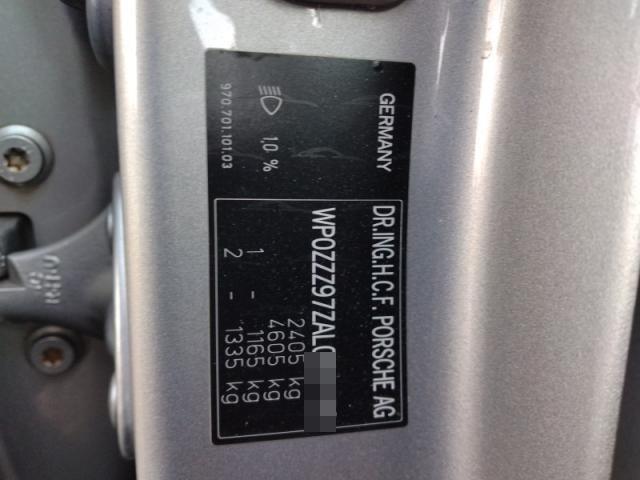 DR.ING.H.C.F. PORSCHE AG
WP0ZZZ97ZAL0
2405 kg
4605 kg
1 - 1165 kg
2 - 1335 kg
GERMANY
1,0 %
970.701.101.03